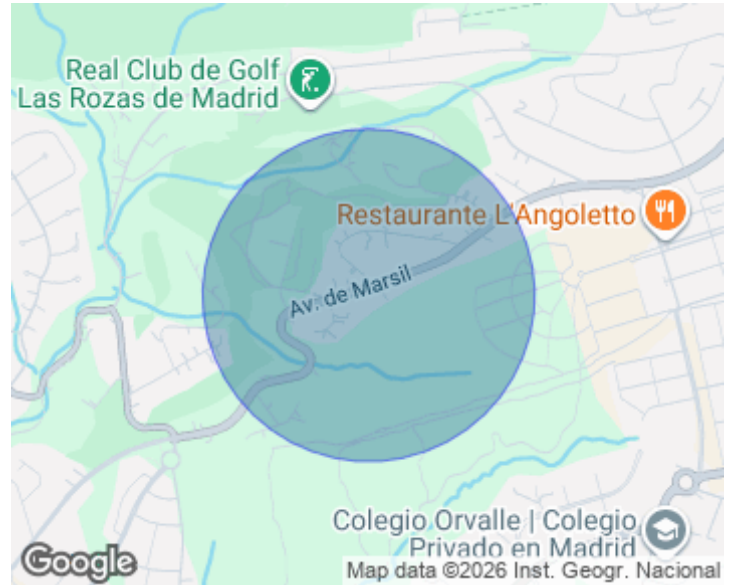 Real Club de Golf
Las Rozas de Madrid
Restaurante L'Angoletto
Av. de Marsil
Colegio Orvalle | Colegio
Privado en Madrid
Google
Map data ©2026 Inst. Geogr. Nacional